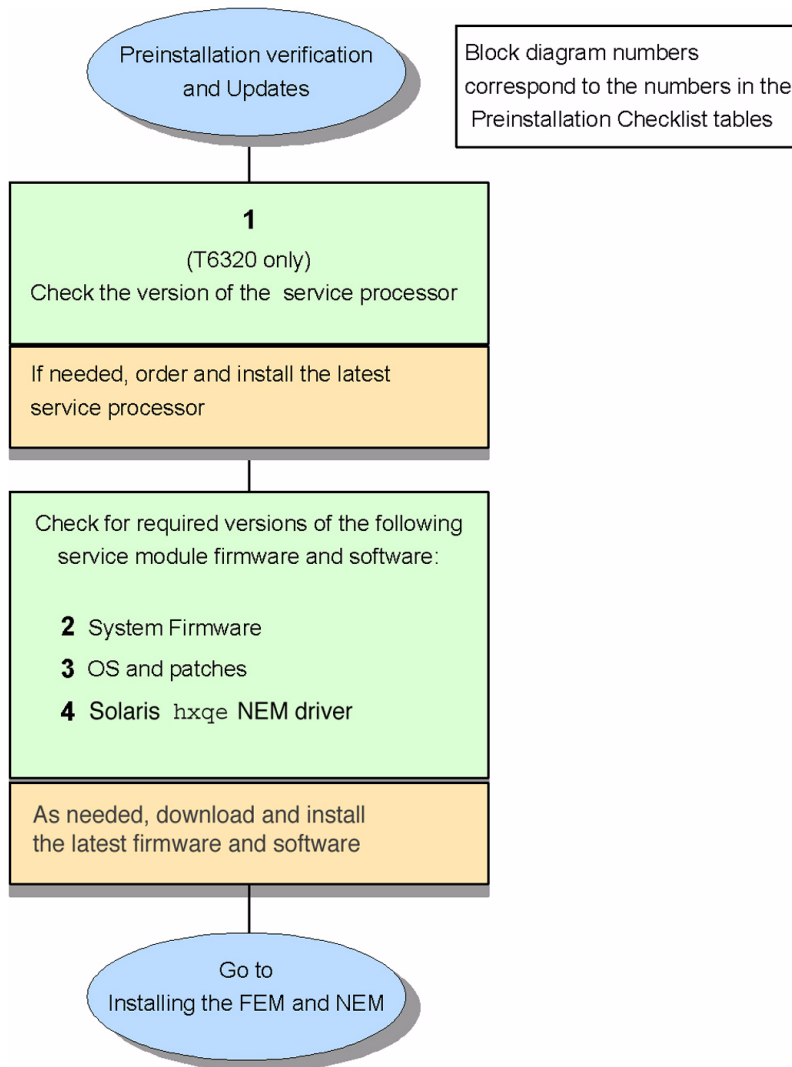 Preinstallation verification
and Updates
Block diagram numbers
correspond to the numbers in the
Preinstallation Checklist tables
1
(T6320 only)
Check the version of the service processor
If needed, order and install the latest
service processor
Check for required versions of the following
service module firmware and software:
2 System Firmware
3 OS and patches
4 Solaris hxqe NEM driver
As needed, download and install
the latest firmware and software
Go to
Installing the FEM and NEM